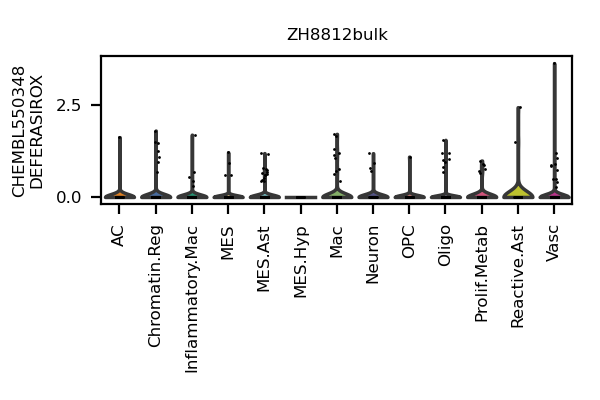 ZH8812bulk
CHEMBL550348
DEFERASIROX
2.5
0.0
AC
Chromatin.Reg
Inflammatory.Mac
MES
MES.Ast
MES.Hyp
Mac
Neuron
OPC
Oligo
Prolif.Metab
Reactive.Ast
Vasc